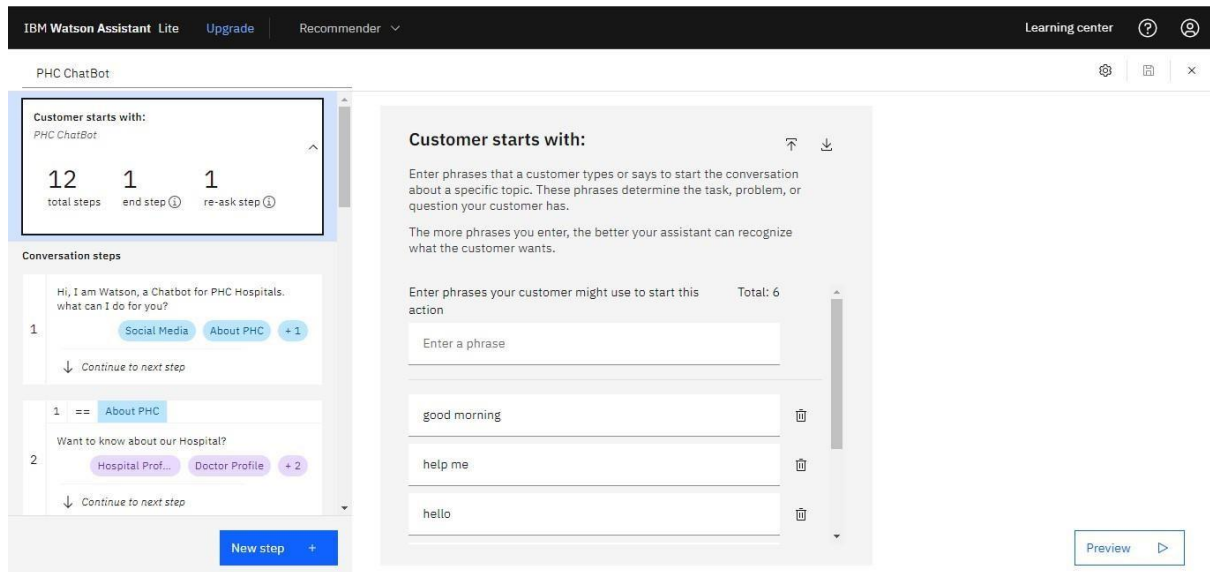 IBM Watson Assistant Lite Upgrade Recommender Learning center
PHC ChatBot
Customer starts with:
PHC ChatBot
12 1 1
total steps end step re-ask step
Conversation steps
Hi, I am Watson, a Chatbot for PHC Hospitals.
what can I do for you?
1
Social Media About PHC + 1
Continue to next step
1 == About PHC
Want to know about our Hospital?
2
Hospital Prof... Doctor Profile + 2
Continue to next step
New step +
Customer starts with:
Enter phrases that a customer types or says to start the conversation
about a specific topic. These phrases determine the task, problem, or
question your customer has.
The more phrases you enter, the better your assistant can recognize
what the customer wants.
Enter phrases your customer might use to start this Total: 6
action
Enter a phrase
good morning
help me
hello
Preview